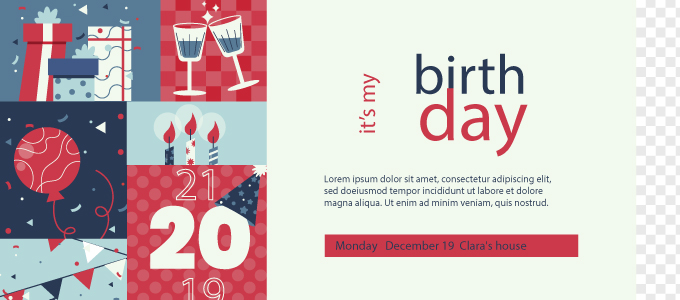 21
20
19
it's my
birth
day
Lorem ipsum dolor sit amet, consectetur adipiscing elit,
sed doeiusmod tempor incididunt ut labore et dolore
magna aliqua. Ut enim ad minim veniam, quis nostrud.
Monday December 19 Clara's house